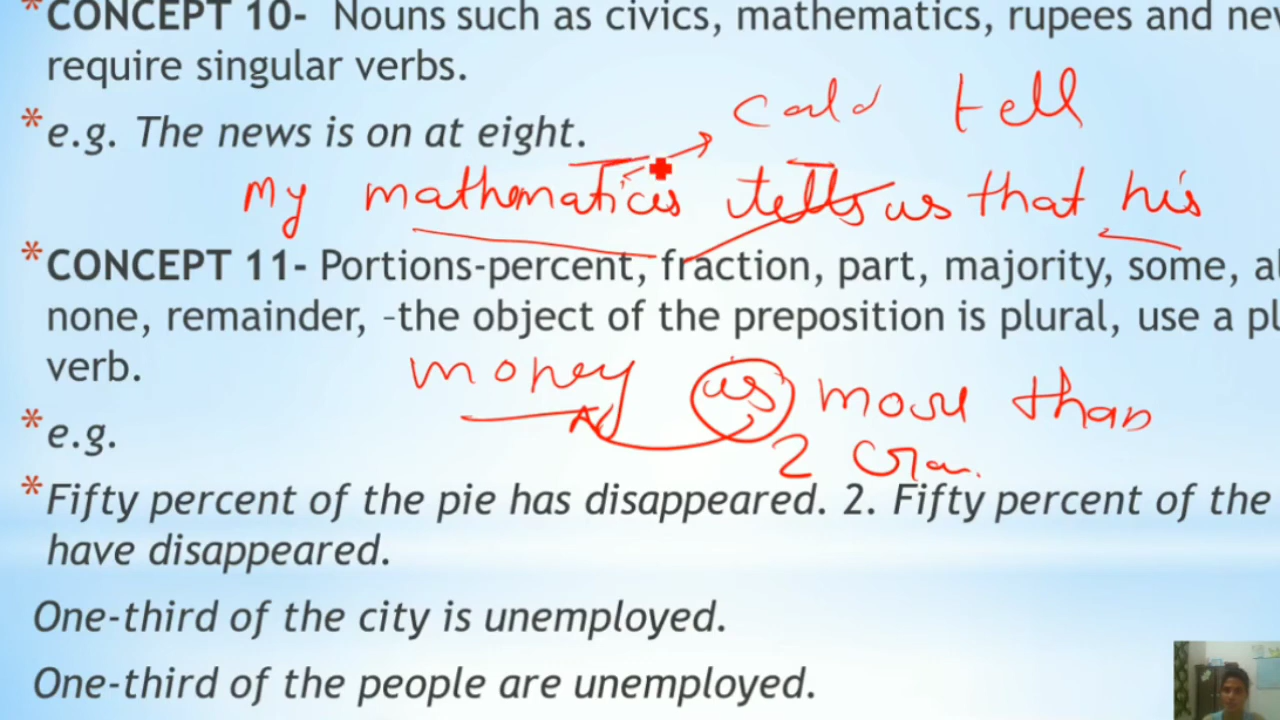 *CONCEPT 10- Nouns such as civics, mathematics, rupees and new
require singular verbs.
could tell
*e.g. The news is on at eight.
my mathematics tells us that his
*CONCEPT 11- Portions-percent, fraction, part, majority, some, al
none, remainder, –the object of the preposition is plural, use a pl
verb.
money is more than
*e.g.
2
*Fifty percent of the pie has disappeared. 2. Fifty percent of the
have disappeared.
One-third of the city is unemployed.
One-third of the people are unemployed.